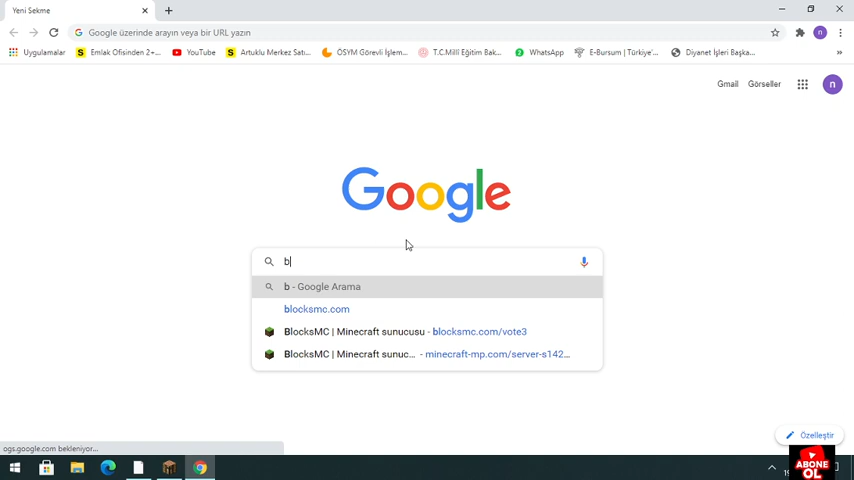 Yeni Sekme
Google üzerinde arayın veya bir URL yazın
Uygulamalar
Emlak Ofisinden 2+...
YouTube
Artuklu Merkez Satı...
ÖSYM Görevli İşlem...
T.C.Millî Eğitim Bak...
WhatsApp
E-Bursum | Türkiye'...
Diyanet İşleri Başka...
»
Gmail
Görseller
n
Google
b
b - Google Arama
blocksmc.com
BlocksMC | Minecraft sunucusu - blocksmc.com/vote3
BlocksMC | Minecraft sunuc... - minecraft-mp.com/server-s142...
Özelleştir
ogs.google.com bekleniyor...
ABONE
OL